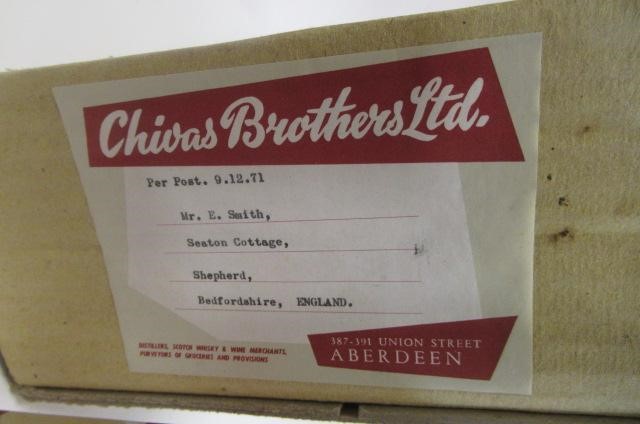 Chivas Brothers Ltd.
Per Post. 9.12.71
Mr. E. Smith,
Seaton Cottage,
Shepherd,
Bedfordshire, ENGLAND.
DISTILLERS, SCOTCH WHISKY & WINE MERCHANTS,
PURVEYORS OF GROCERIES AND PROVISIONS
387-391 UNION STREET
ABERDEEN